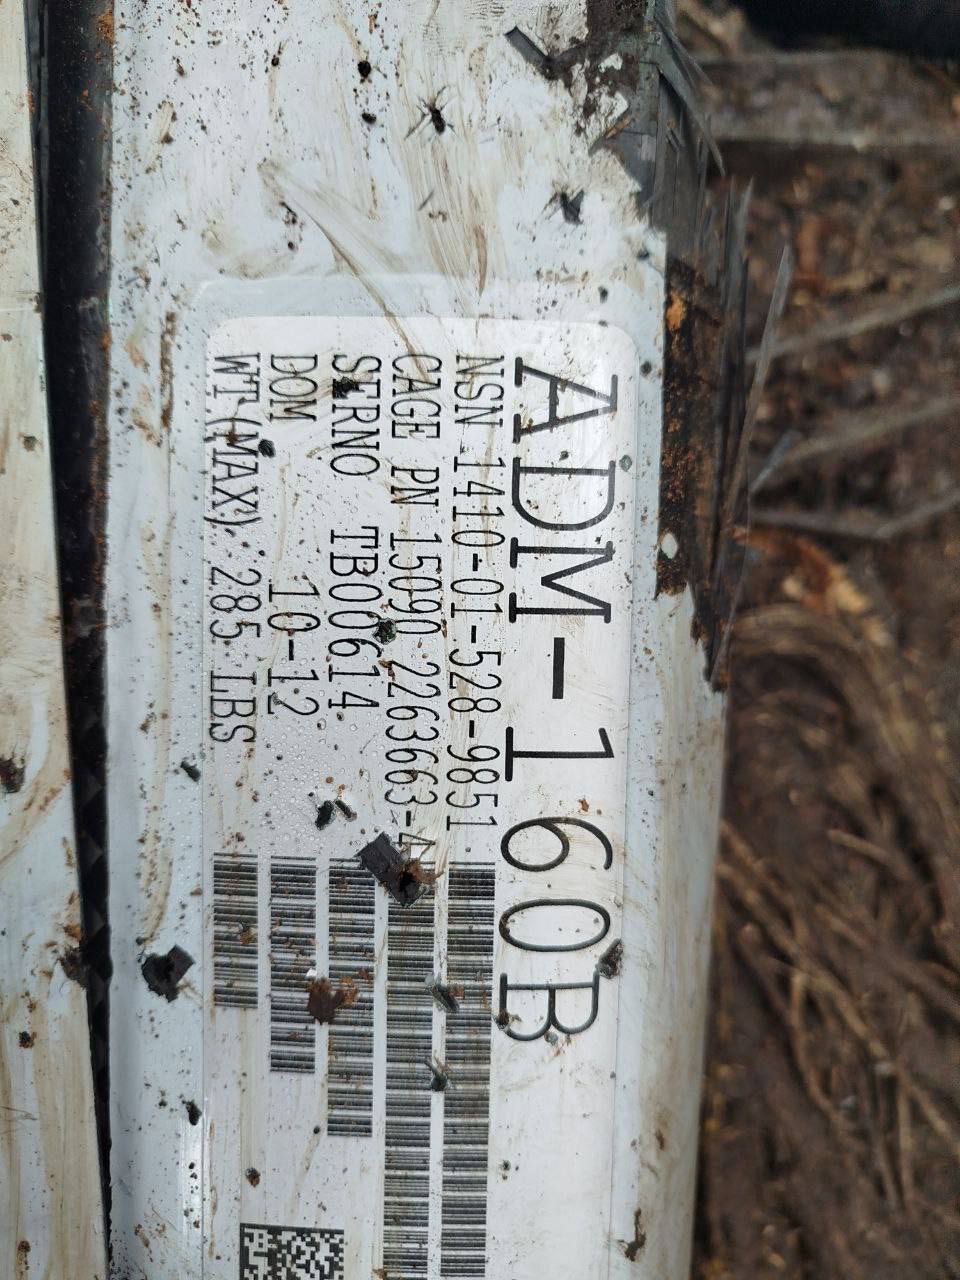 ADM-160B
NSN 1410-01-528-9851
CAGE PN 15090 2263663-4
SERNO TB00614
DOM 10-12
WT (MAX) 285 LBS